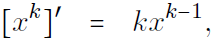 [x^k]′ = kx^{k−1},